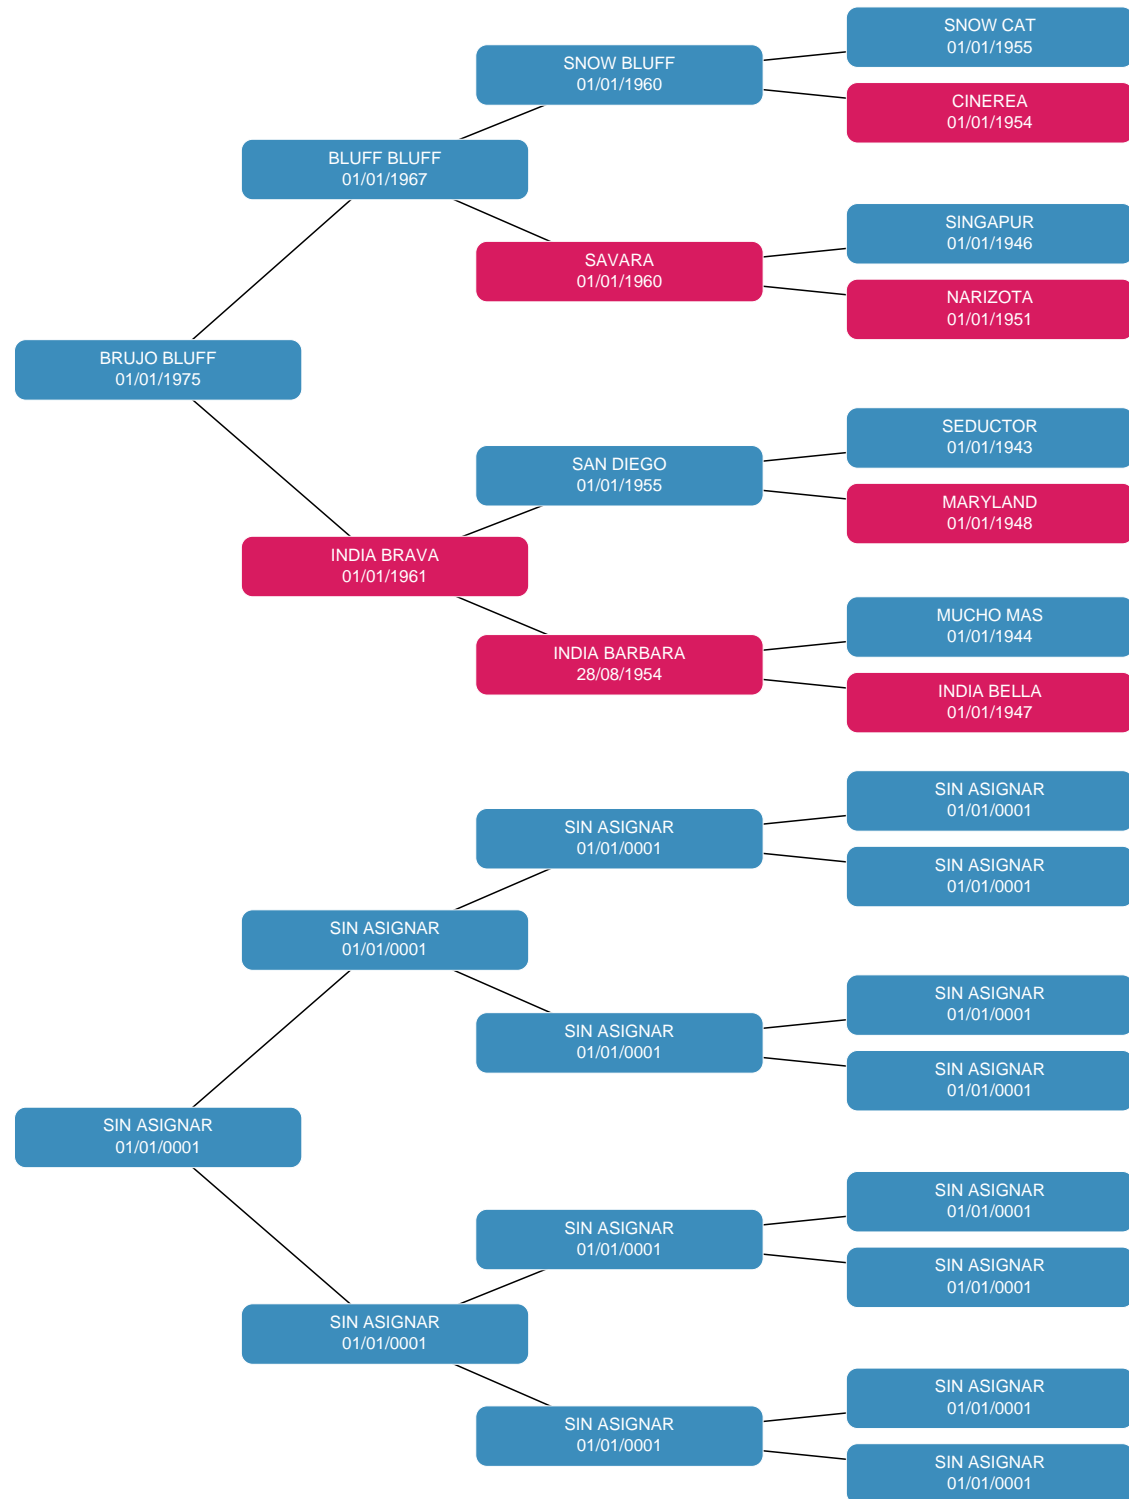 SNOW CAT
01/01/1955
SNOW BLUFF
01/01/1960
CINEREA
01/01/1954
BLUFF BLUFF
01/01/1967
SINGAPUR
01/01/1946
SAVARA
01/01/1960
NARIZOTA
01/01/1951
BRUJO BLUFF
01/01/1975
SEDUCTOR
01/01/1943
SAN DIEGO
01/01/1955
MARYLAND
01/01/1948
INDIA BRAVA
01/01/1961
MUCHO MAS
01/01/1944
INDIA BARBARA
28/08/1954
INDIA BELLA
01/01/1947
SIN ASIGNAR
01/01/0001
SIN ASIGNAR
01/01/0001
SIN ASIGNAR
01/01/0001
SIN ASIGNAR
01/01/0001
SIN ASIGNAR
01/01/0001
SIN ASIGNAR
01/01/0001
SIN ASIGNAR
01/01/0001
SIN ASIGNAR
01/01/0001
SIN ASIGNAR
01/01/0001
SIN ASIGNAR
01/01/0001
SIN ASIGNAR
01/01/0001
SIN ASIGNAR
01/01/0001
SIN ASIGNAR
01/01/0001
SIN ASIGNAR
01/01/0001
SIN ASIGNAR
01/01/0001